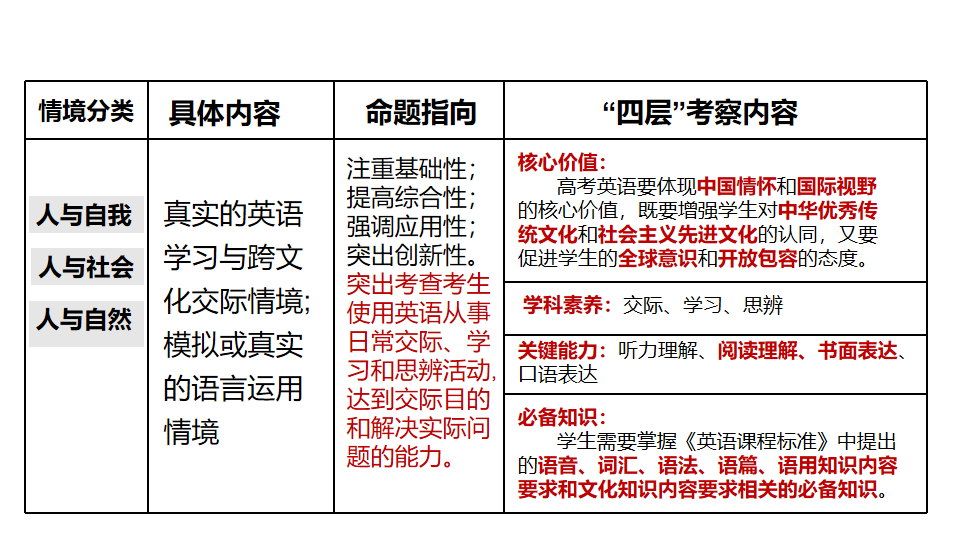 情境分类
具体内容
命题指向
“四层”考察内容
人与自我
人与社会
人与自然
真实的英语
学习与跨文
化交际情境;
模拟或真实
的语言运用
情境
注重基础性；
提高综合性；
强调应用性；
突出创新性。
突出考查考生
使用英语从事
日常交际、学
习和思辨活动,
达到交际目的
和解决实际问
题的能力。
核心价值：
高考英语要体现中国情怀和国际视野
的核心价值，既要增强学生对中华优秀传
统文化和社会主义先进文化的认同，又要
促进学生的全球意识和开放包容的态度。
学科素养：交际、学习、思辨
关键能力：听力理解、阅读理解、书面表达、
口语表达
必备知识：
学生需要掌握《英语课程标准》中提出
的语音、词汇、语法、语篇、语用知识内容
要求和文化知识内容要求相关的必备知识。